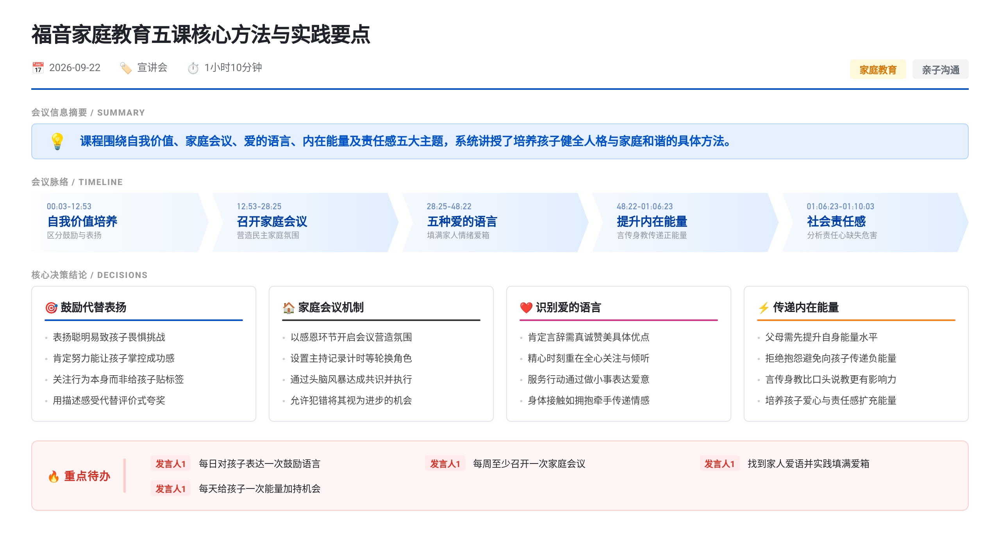 福音家庭教育五课核心方法与实践要点
2026-09-22 宣讲会 1小时10分钟
家庭教育 亲子沟通
会议信息摘要 / SUMMARY
课程围绕自我价值、家庭会议、爱的语言、内在能量及责任感五大主题，系统讲授了培养孩子健全人格与家庭和谐的具体方法。
会议脉络 / TIMELINE
00:03-12:53
自我价值培养
区分鼓励与表扬
12:53-28:25
召开家庭会议
营造民主家庭氛围
28:25-48:22
五种爱的语言
填满家人情绪爱箱
48:22-01:06:23
提升内在能量
言传身教传递正能量
01:06:23-01:10:03
社会责任感
分析责任心缺失危害
核心决策结论 / DECISIONS
鼓励代替表扬
表扬聪明易致孩子畏惧挑战
肯定努力能让孩子掌控成功感
关注行为本身而非给孩子贴标签
用描述感受代替评价式夸奖
家庭会议机制
以感恩环节开启会议营造氛围
设置主持记录计时等轮换角色
通过头脑风暴达成共识并执行
允许犯错将其视为进步的机会
识别爱的语言
肯定言辞需真诚赞美具体优点
精心时刻重在全心关注与倾听
服务行动通过做小事表达爱意
身体接触如拥抱牵手传递情感
传递内在能量
父母需先提升自身能量水平
拒绝抱怨避免向孩子传递负能量
言传身教比口头说教更有影响力
培养孩子爱心与责任感扩充能量
重点待办
发言人1 每日对孩子表达一次鼓励语言
发言人1 每周至少召开一次家庭会议
发言人1 找到家人爱语并实践填满爱箱
发言人1 每天给孩子一次能量加持机会